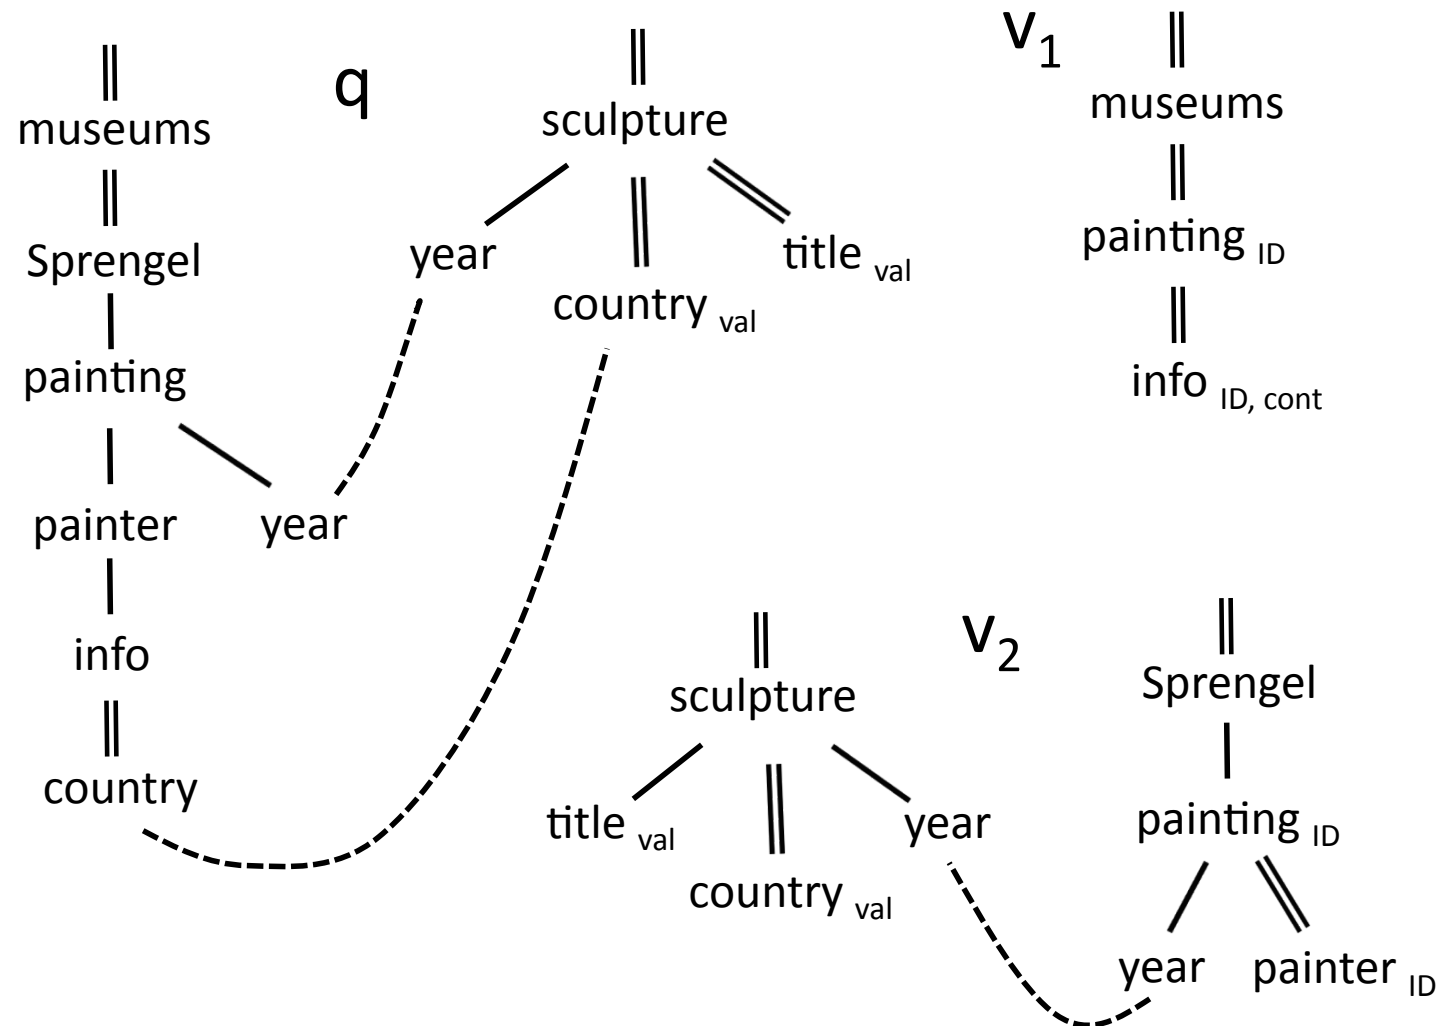 q
museums
Sprengel
painting
painter year
info
country
sculpture
year title val
country val
v1
museums
painting ID
info ID, cont
v2
sculpture
title val year
country val
Sprengel
painting ID
year painter ID